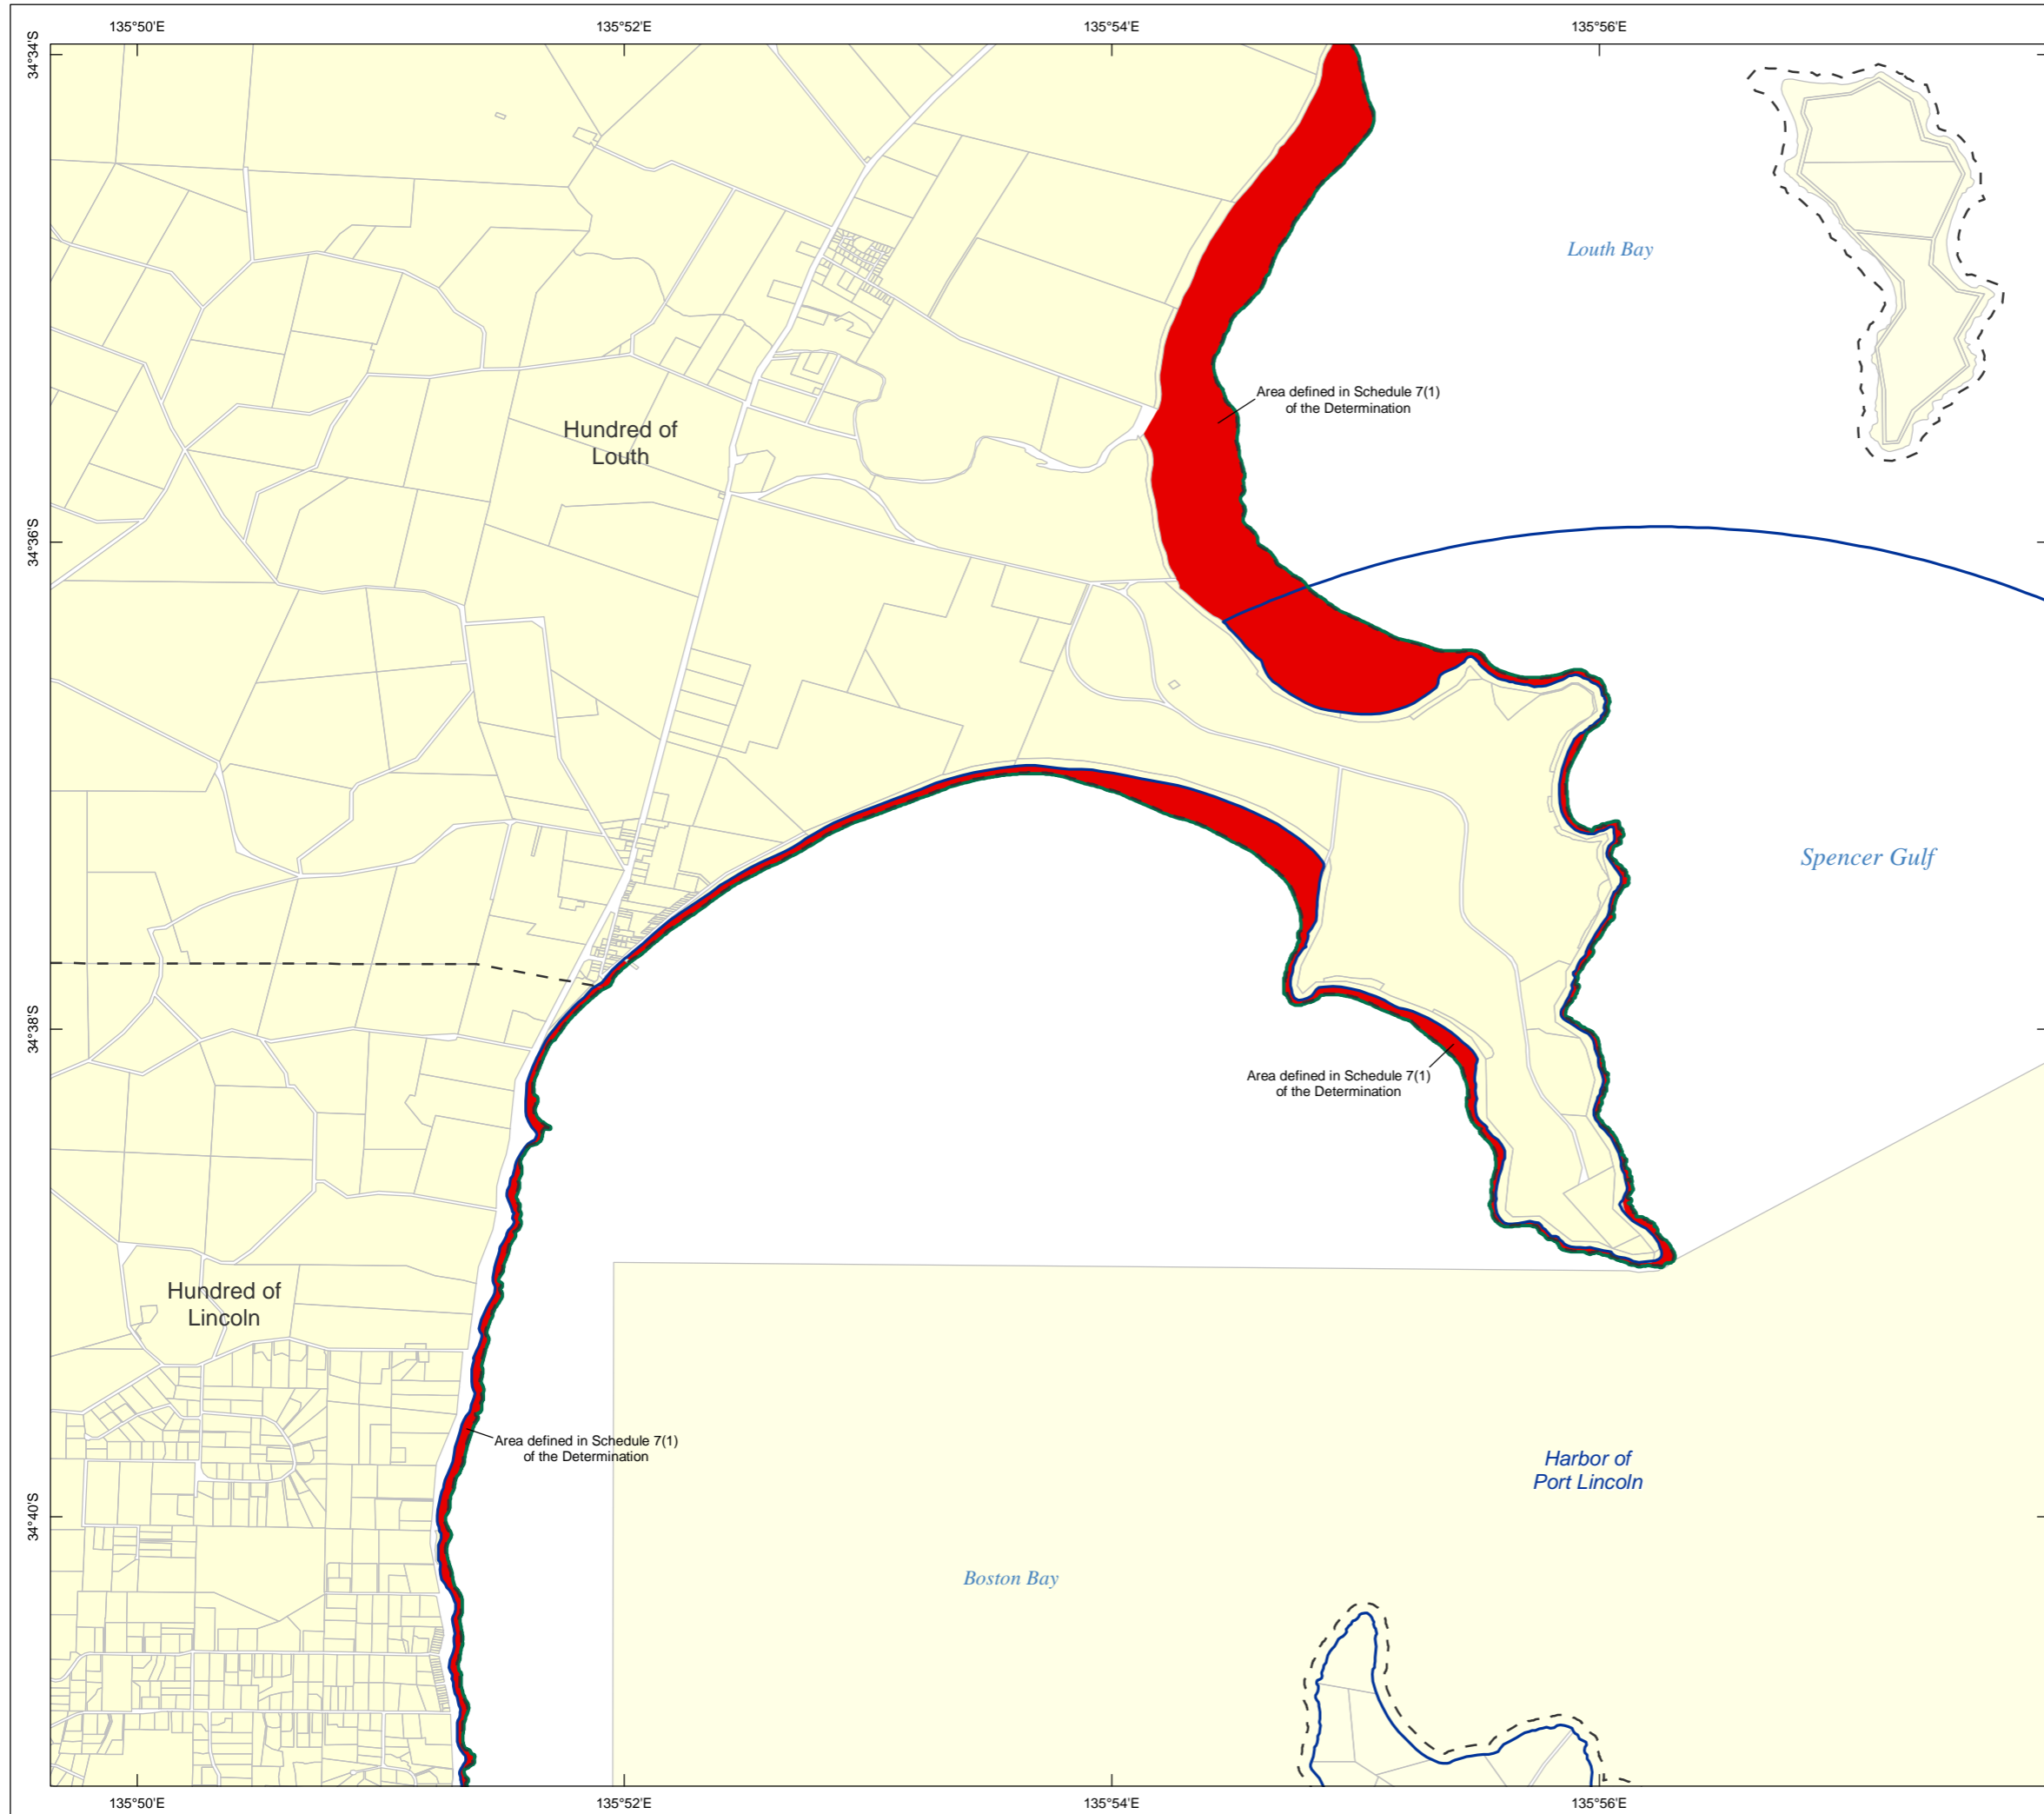 135°50'E
135°52'E
135°54'E
135°56'E
34°34'S
Louth Bay
Area defined in Schedule 7(1)
of the Determination
Hundred of
Louth
34°36'S
Spencer Gulf
34°38'S
Area defined in Schedule 7(1)
of the Determination
Hundred of
Lincoln
Area defined in Schedule 7(1)
of the Determination
Harbor of
Port Lincoln
34°40'S
Boston Bay
135°50'E
135°52'E
135°54'E
135°56'E